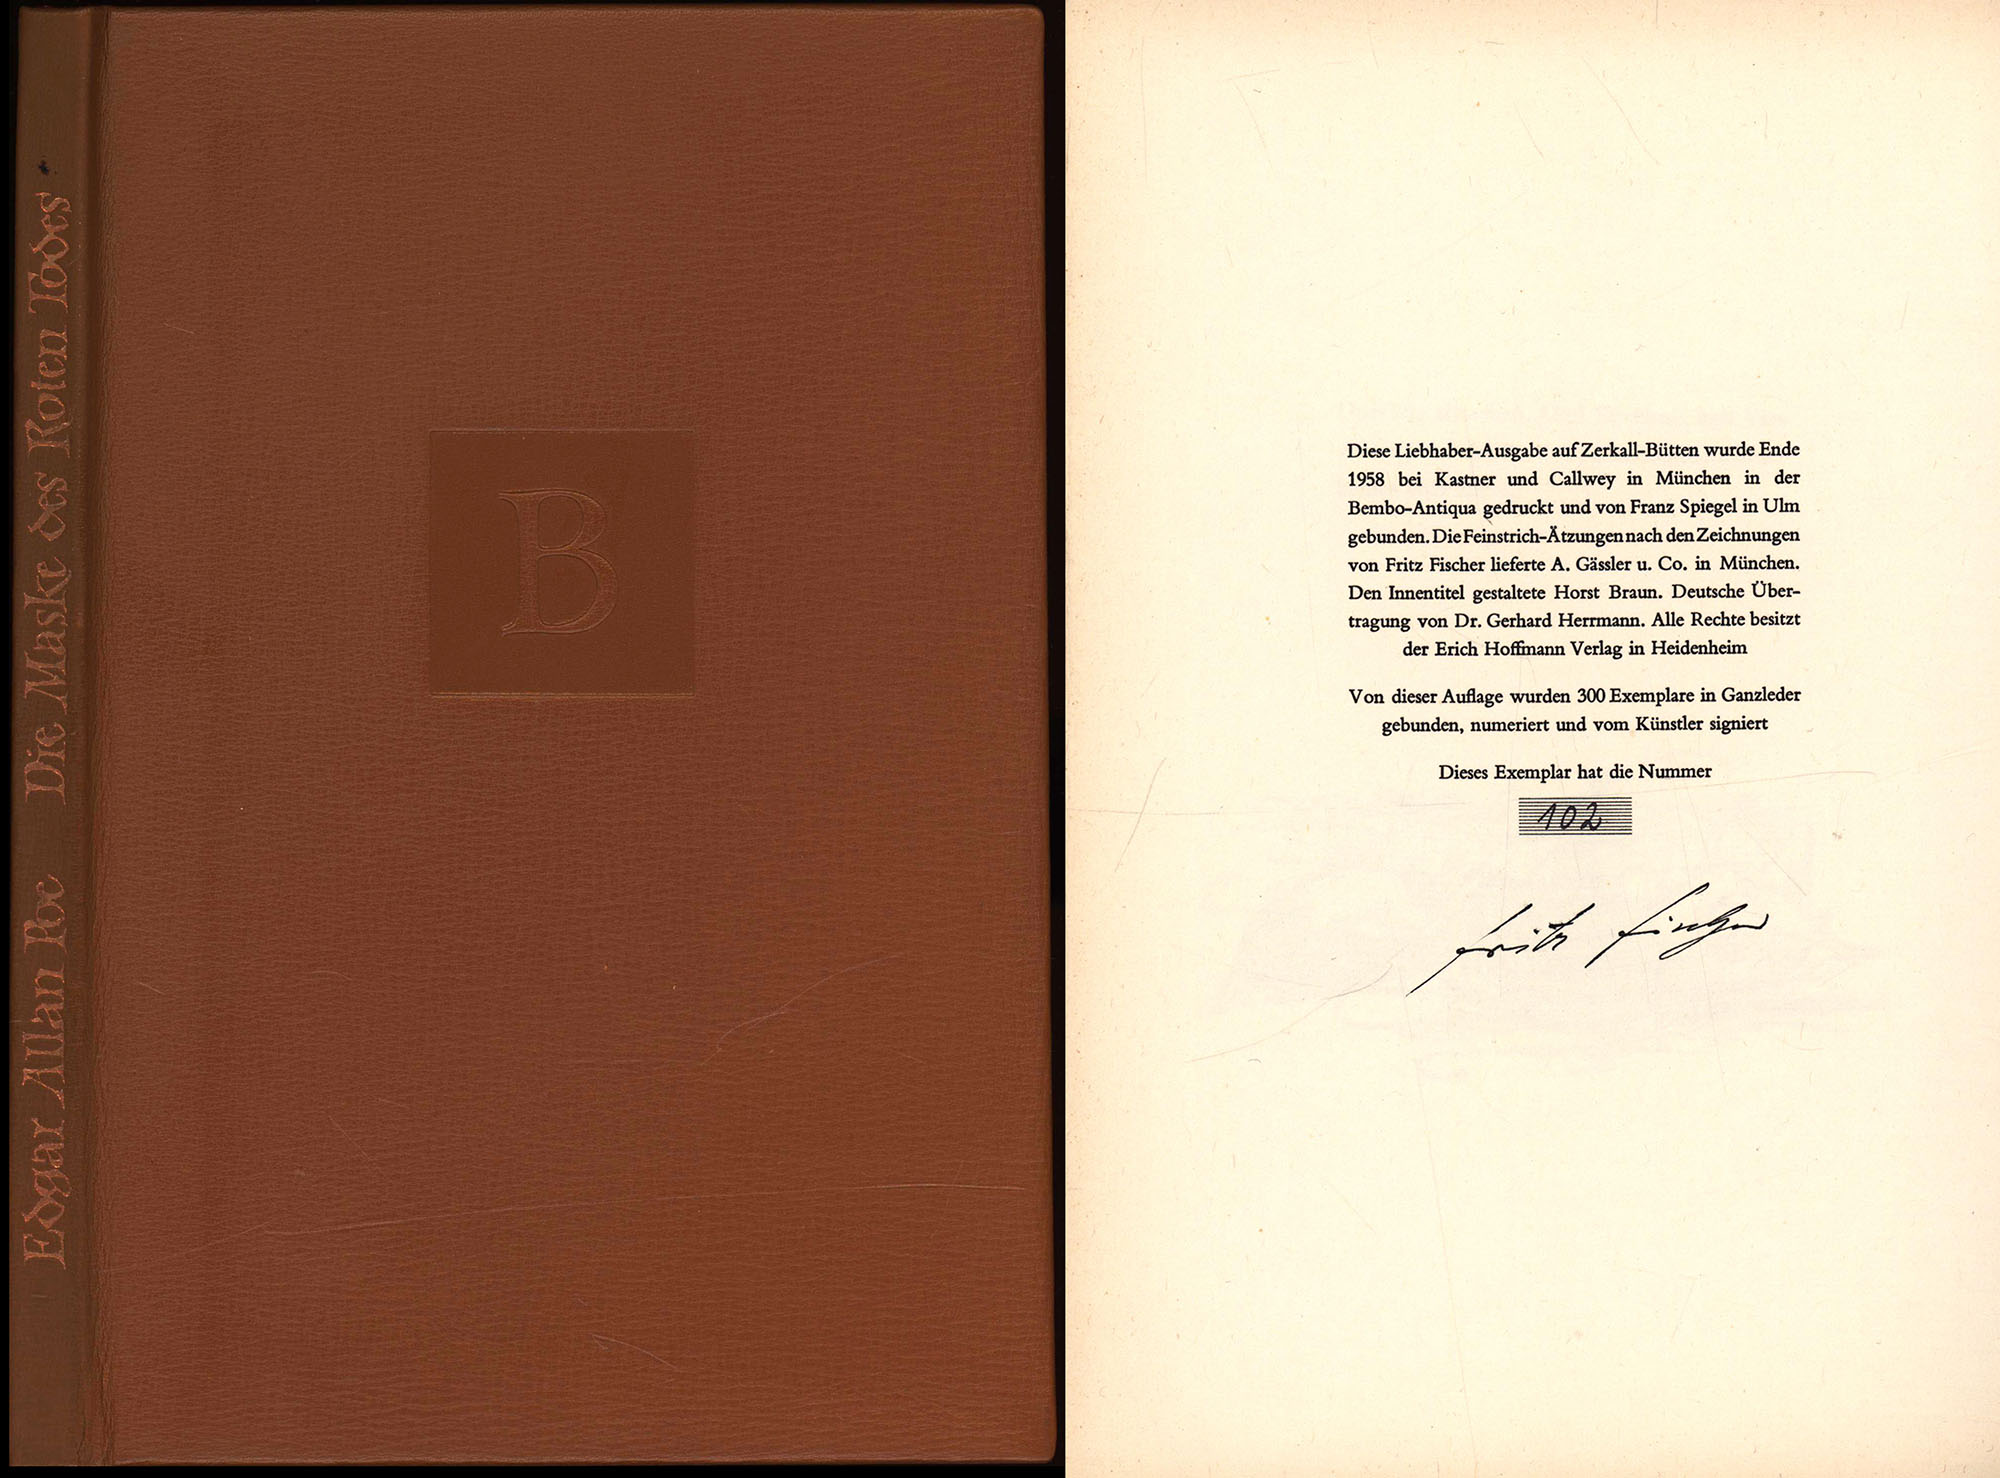 Edgar Allan Poe Die Maske des Roten Todes
B
Diese Liebhaber-Ausgabe auf Zerkall-Bütten wurde Ende
1958 bei Kastner und Callwey in München in der
Bembo-Antiqua gedruckt und von Franz Spiegel in Ulm
gebunden. Die Feinstrich-Ätzungen nach den Zeichnungen
von Fritz Fischer lieferte A. Gässler u. Co. in München.
Den Innentitel gestaltete Horst Braun. Deutsche Über-
tragung von Dr. Gerhard Herrmann. Alle Rechte besitzt
der Erich Hoffmann Verlag in Heidenheim
Von dieser Auflage wurden 300 Exemplare in Ganzleder
gebunden, numeriert und vom Künstler signiert
Dieses Exemplar hat die Nummer
102
fritz fischer